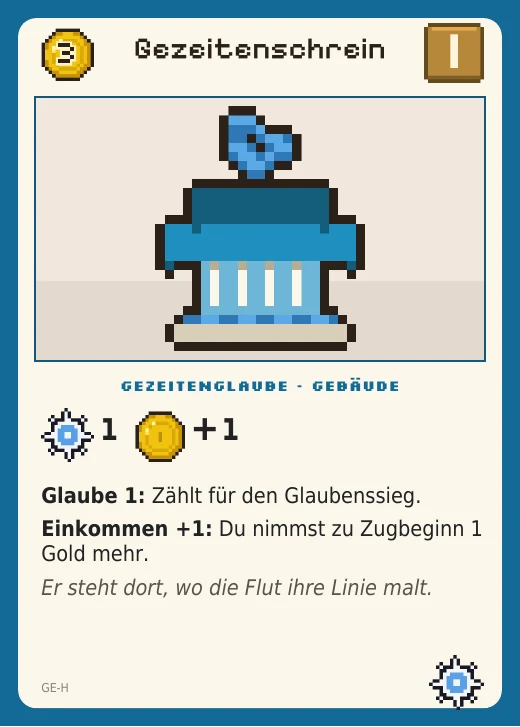 3 Gezeitenschrein I
GEZEITENGLAUBE - GEBÄUDE
1 +1
Glaube 1: Zählt für den Glaubenssieg.
Einkommen +1: Du nimmst zu Zugbeginn 1
Gold mehr.
Er steht dort, wo die Flut ihre Linie malt.
GE-H